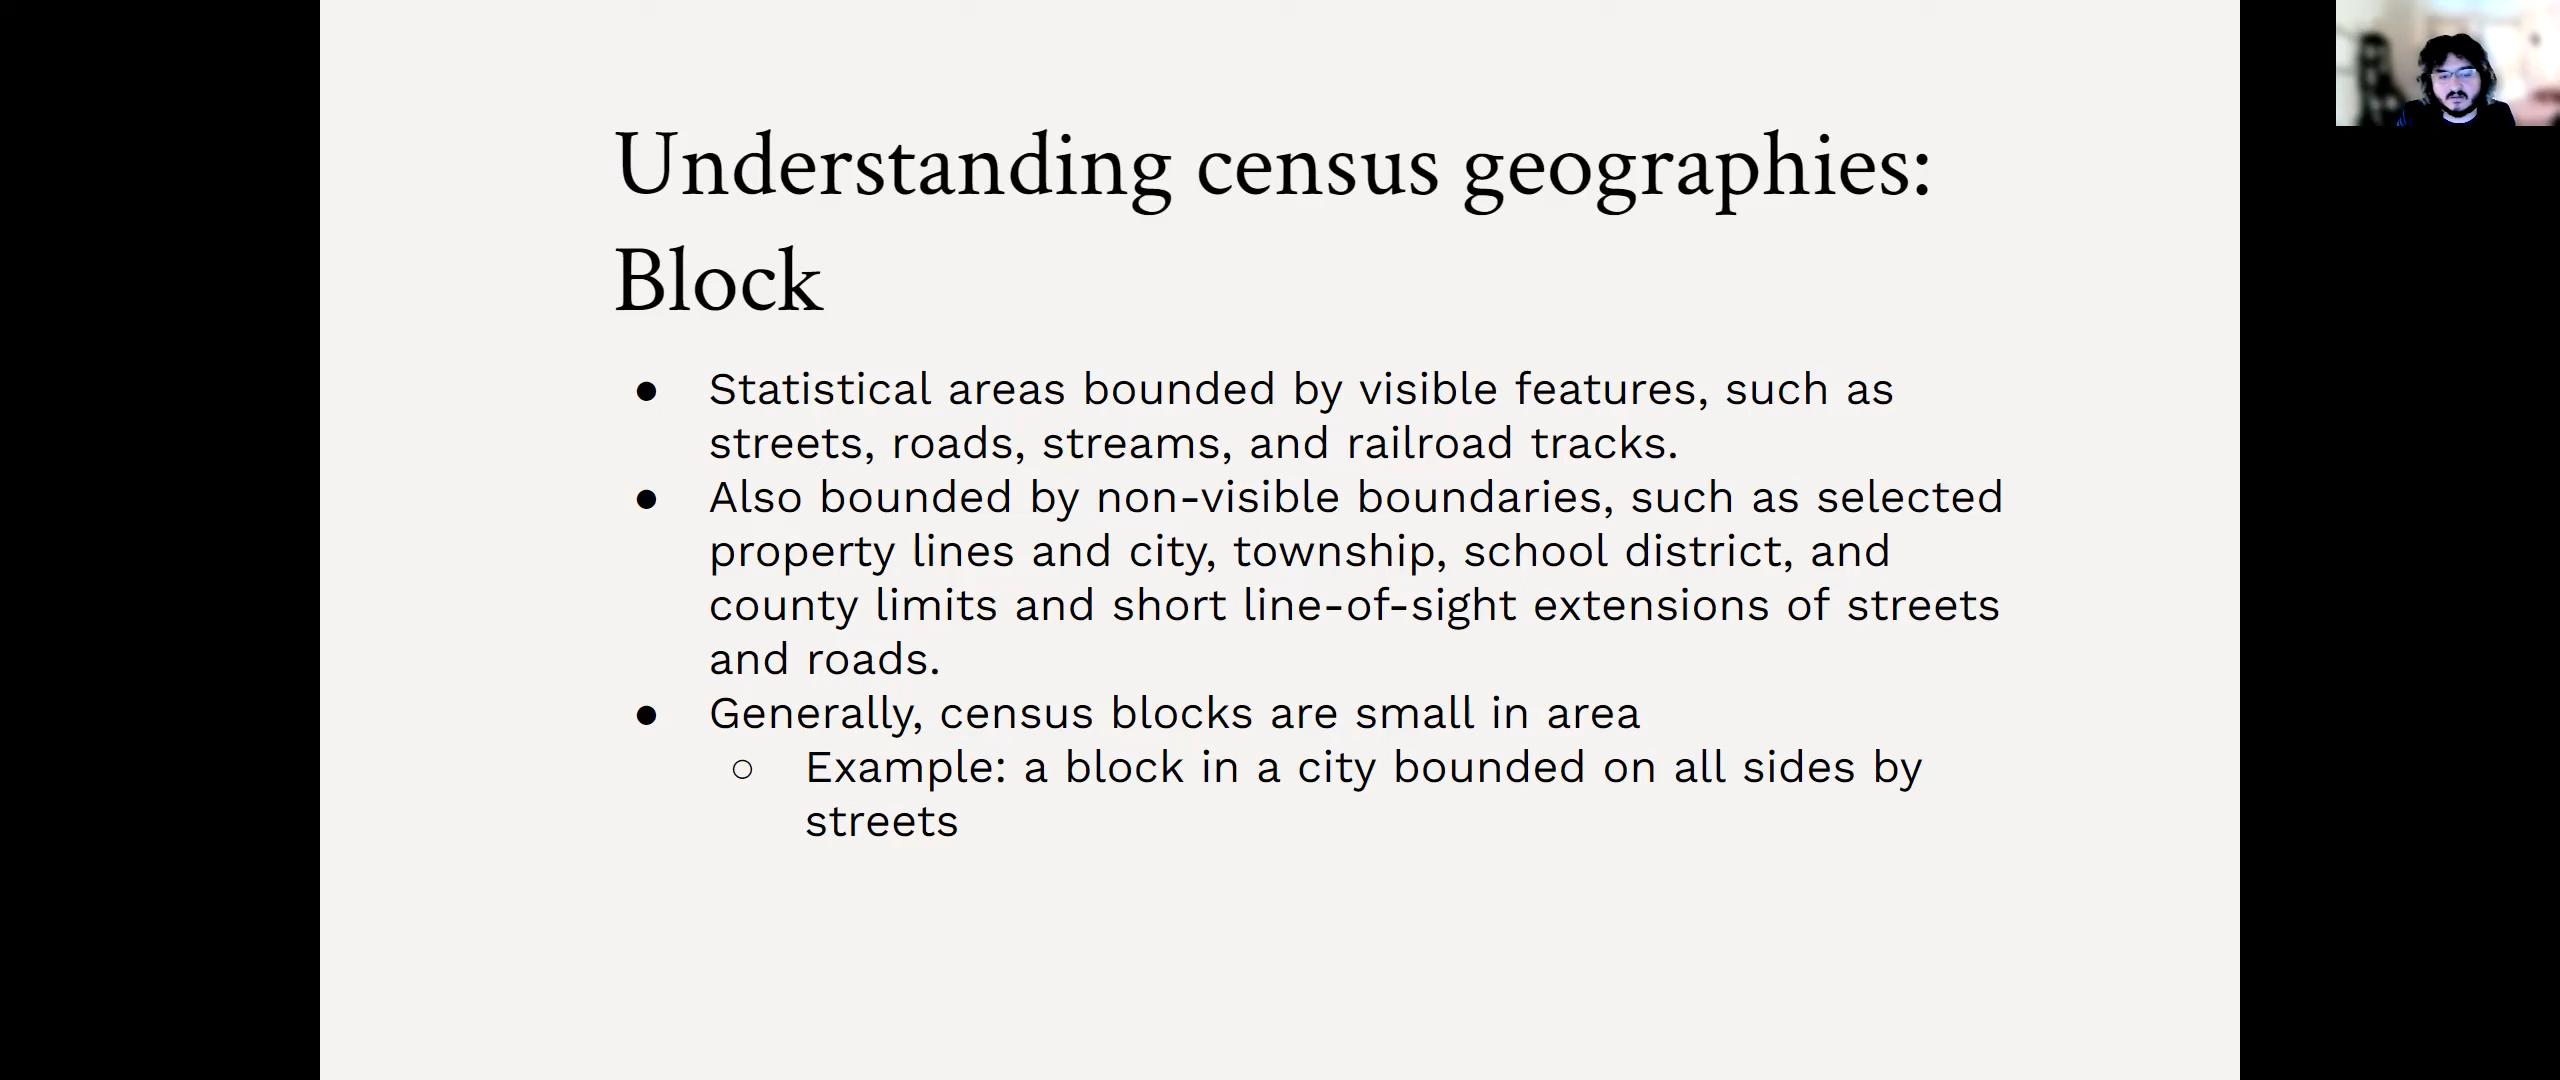 Understanding census geographies:
Block
● Statistical areas bounded by visible features, such as
streets, roads, streams, and railroad tracks.
● Also bounded by non-visible boundaries, such as selected
property lines and city, township, school district, and
county limits and short line-of-sight extensions of streets
and roads.
● Generally, census blocks are small in area
○ Example: a block in a city bounded on all sides by
streets